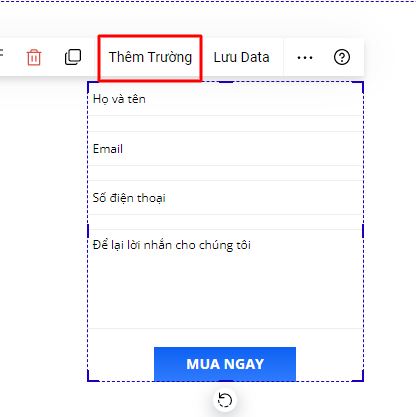 Thêm Trường Lưu Data
Họ và tên
Email
Số điện thoại
Để lại lời nhắn cho chúng tôi
MUA NGAY